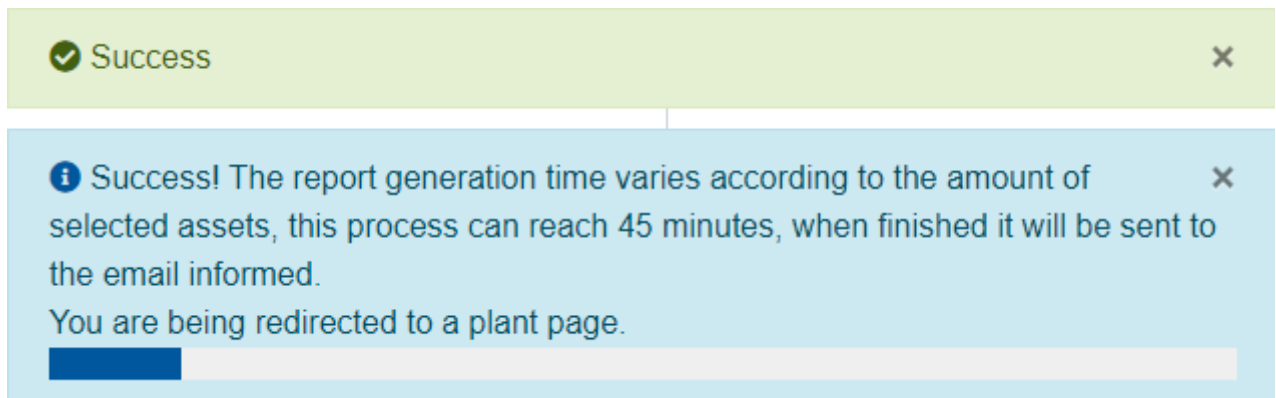 Success
Success! The report generation time varies according to the amount of
selected assets, this process can reach 45 minutes, when finished it will be sent to
the email informed.
You are being redirected to a plant page.